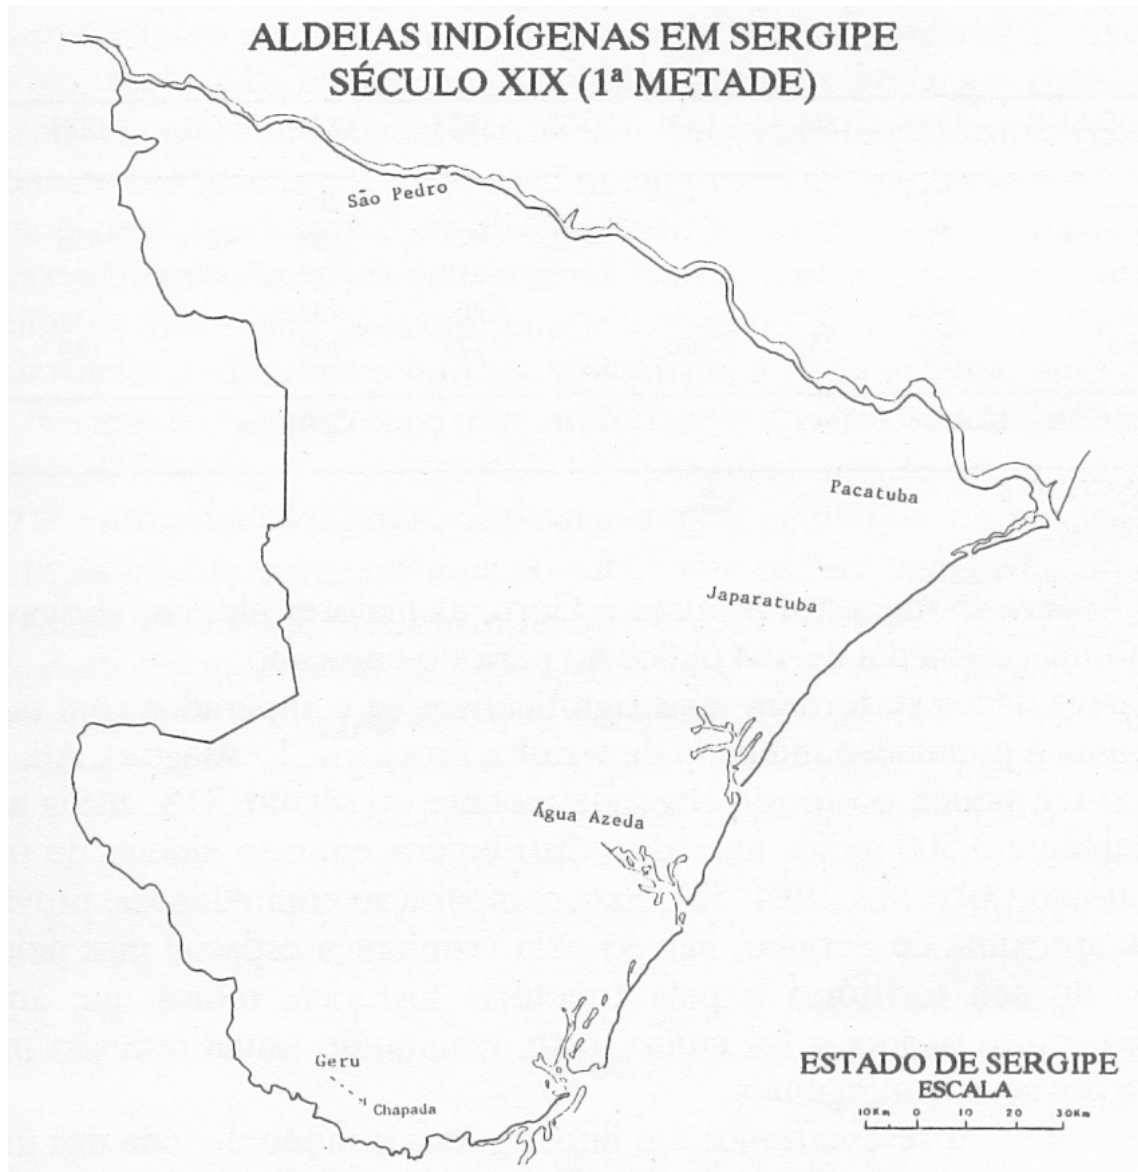 ALDEIAS INDÍGENAS EM SERGIPE
SÉCULO XIX (1ª METADE)
São Pedro
Pacatuba
Japaratuba
Água Azeda
Geru
Chapada
ESTADO DE SERGIPE
ESCALA
10Km 0 10 20 30Km